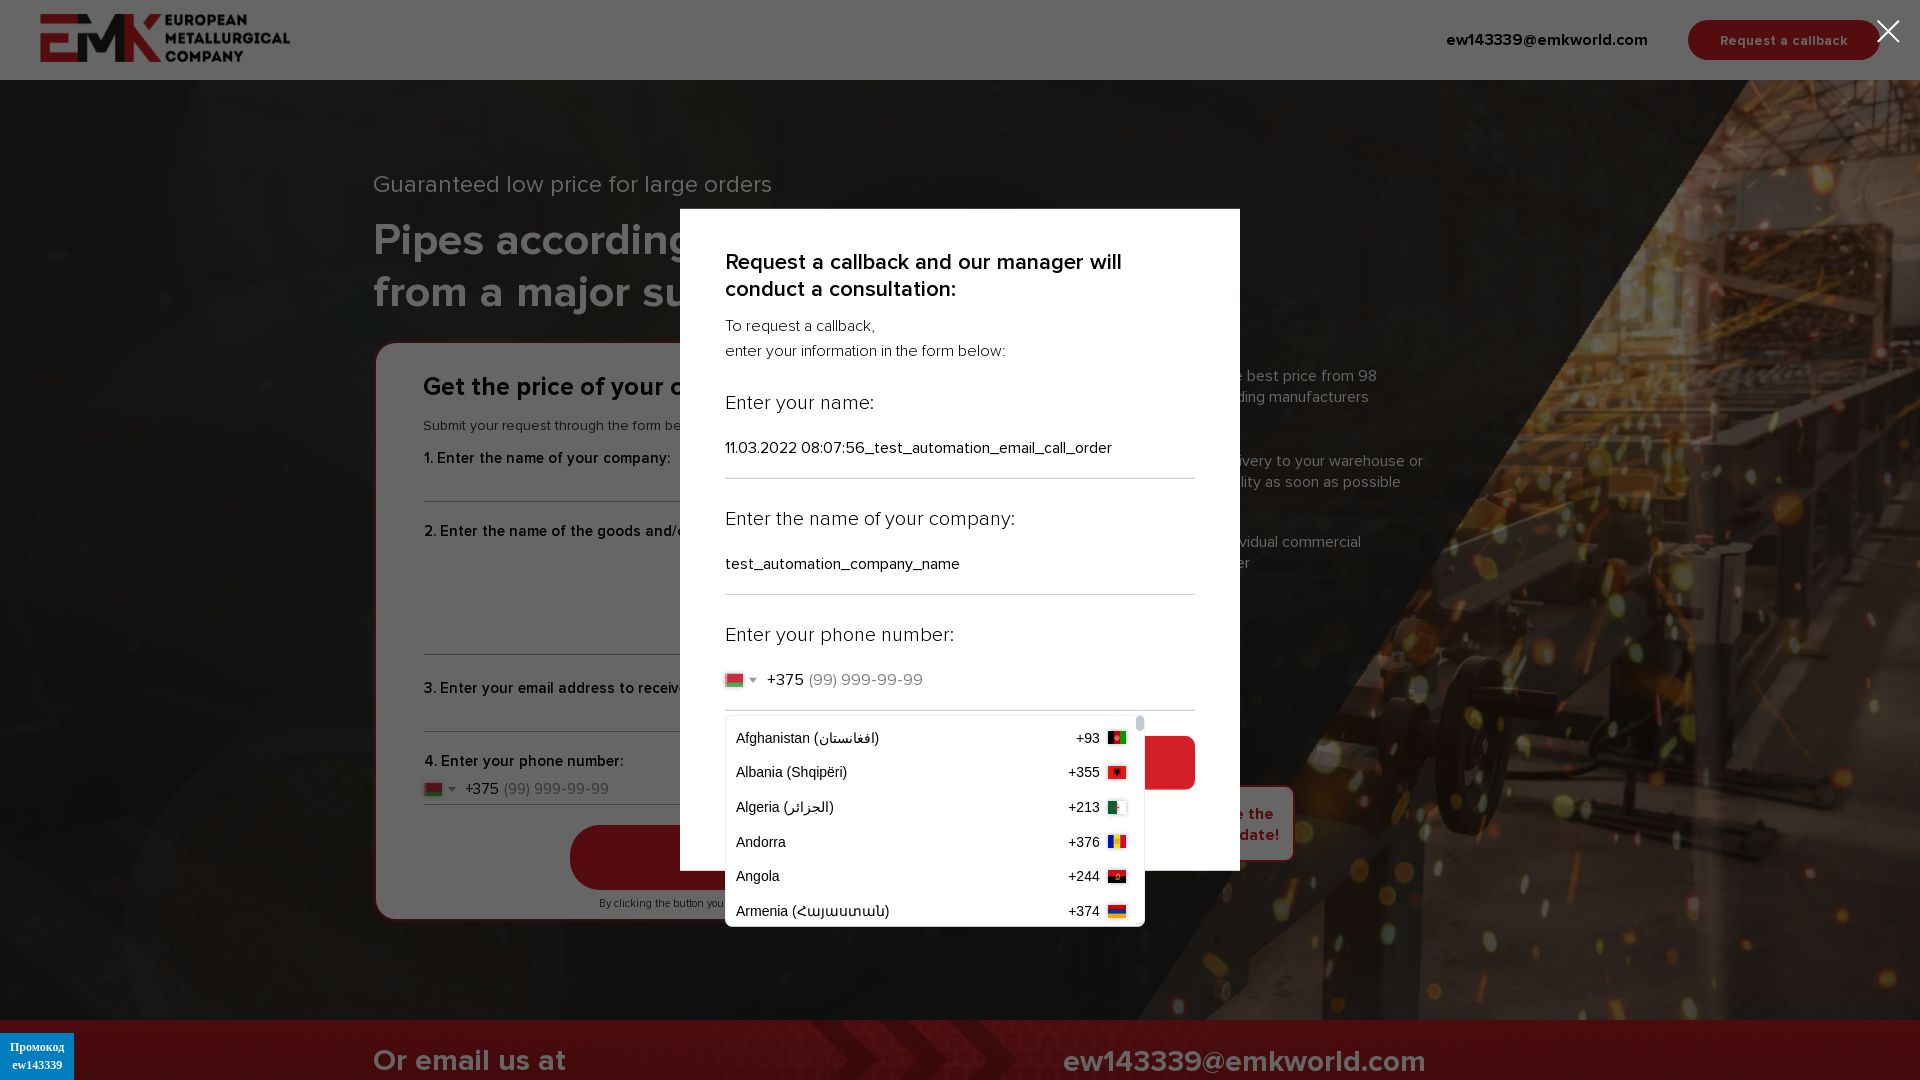 EUROPEAN
METALLURGICAL
COMPANY
EMK
ew143339@emkworld.com
Request a callback
Guaranteed low price for large orders
Pipes according
from a major su
Get the price of your o
Submit your request through the form be
1. Enter the name of your company:
2. Enter the name of the goods and/o
3. Enter your email address to receive
4. Enter your phone number:
+375 (99) 999-99-99
By clicking the button you
Request a callback and our manager will
conduct a consultation:
To request a callback,
enter your information in the form below:
Enter your name:
11.03.2022 08:07:56_test_automation_email_call_order
Enter the name of your company:
test_automation_company_name
Enter your phone number:
+375 (99) 999-99-99
Afghanistan (‫افغانستان‬‎) +93
Albania (Shqipëri) +355
Algeria (‫الجزائر‬‎) +213
Andorra +376
Angola +244
Armenia (Հայաստան) +374
best price from 98
ding manufacturers
ivery to your warehouse or
lity as soon as possible
vidual commercial
er
e the
date!
Or email us at
ew143339@emkworld.com
Промокод
ew143339